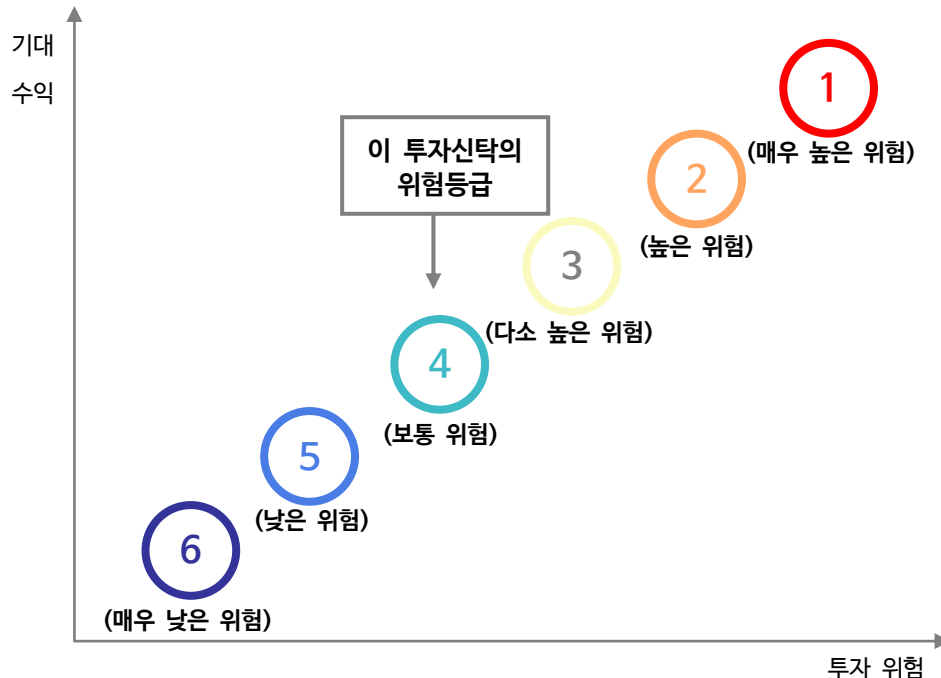 기대
수익
1
(매우 높은 위험)
이 투자신탁의
위험등급
2
(높은 위험)
3
(다소 높은 위험)
4
(보통 위험)
5
(낮은 위험)
6
(매우 낮은 위험)
투자 위험